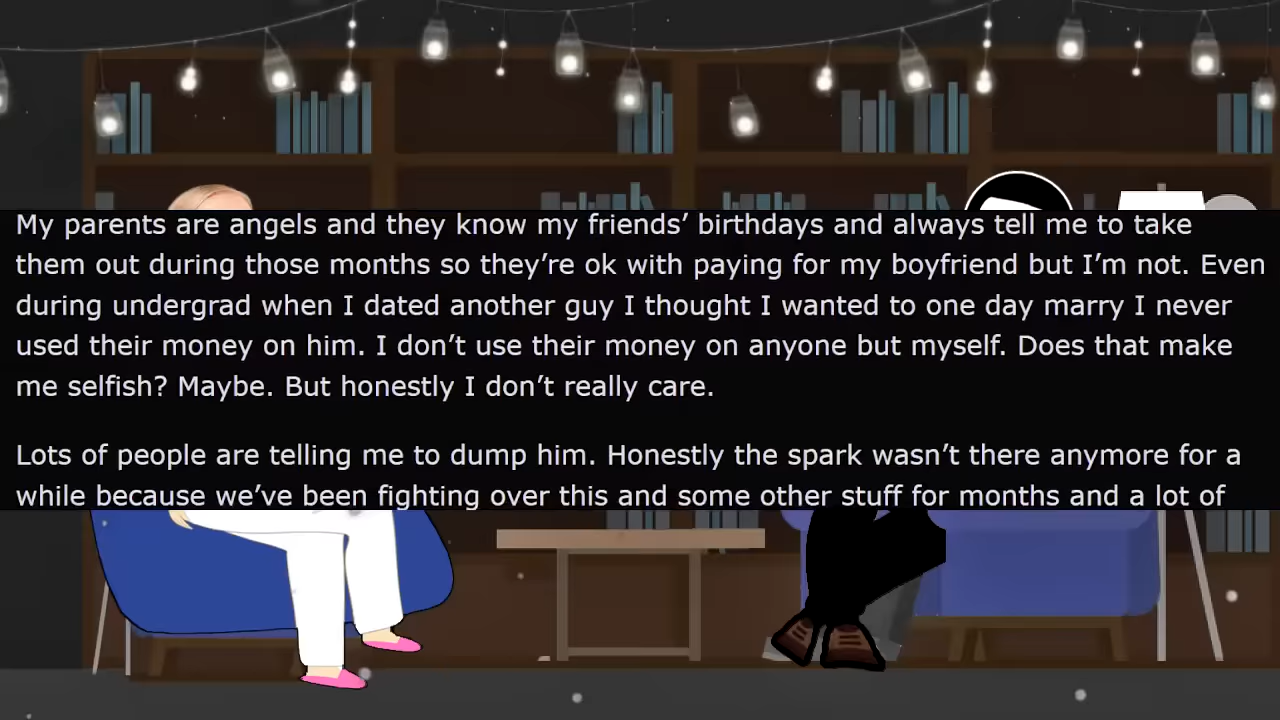 My parents are angels and they know my friends’ birthdays and always tell me to take
them out during those months so they’re ok with paying for my boyfriend but I’m not. Even
during undergrad when I dated another guy I thought I wanted to one day marry I never
used their money on him. I don’t use their money on anyone but myself. Does that make
me selfish? Maybe. But honestly I don’t really care.
Lots of people are telling me to dump him. Honestly the spark wasn’t there anymore for a
while because we’ve been fighting over this and some other stuff for months and a lot of